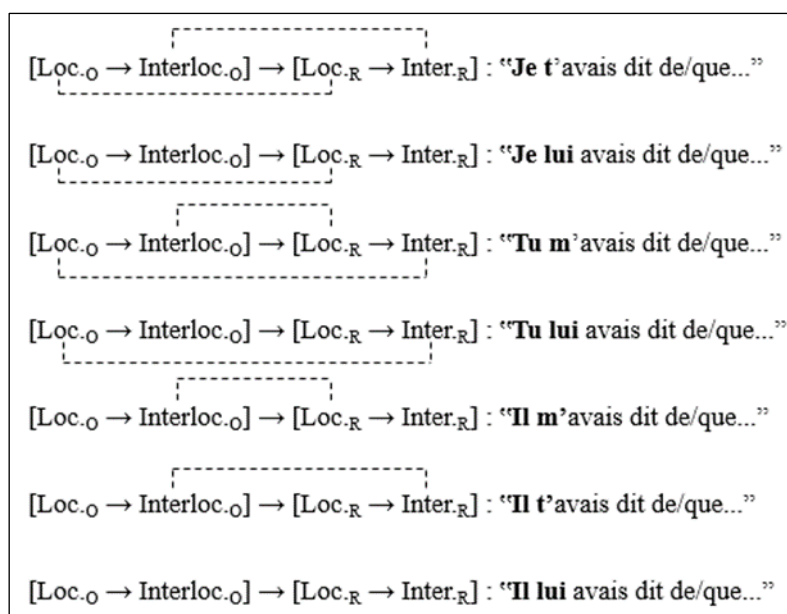 [Loc.O → Interloc.O] → [Loc.R → Inter.R] : “Je t’avais dit de/que...”
[Loc.O → Interloc.O] → [Loc.R → Inter.R] : “Je lui avais dit de/que...”
[Loc.O → Interloc.O] → [Loc.R → Inter.R] : “Tu m’avais dit de/que...”
[Loc.O → Interloc.O] → [Loc.R → Inter.R] : “Tu lui avais dit de/que...”
[Loc.O → Interloc.O] → [Loc.R → Inter.R] : “Il m’avais dit de/que...”
[Loc.O → Interloc.O] → [Loc.R → Inter.R] : “Il t’avais dit de/que...”
[Loc.O → Interloc.O] → [Loc.R → Inter.R] : “Il lui avais dit de/que...”